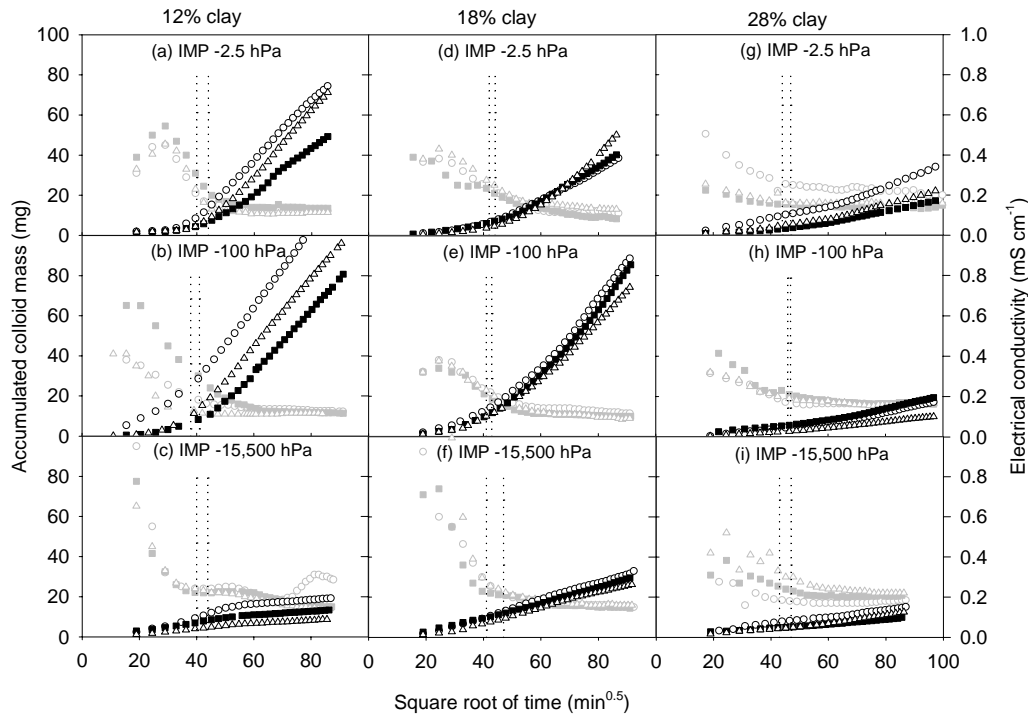 12% clay 18% clay 28% clay
100 1.0
(a) IMP -2.5 hPa (d) IMP -2.5 hPa (g) IMP -2.5 hPa
80 0.8
60 0.6
40 0.4
20 0.2
0 0.0
(b) IMP -100 hPa (e) IMP -100 hPa (h) IMP -100 hPa
80 0.8
60 0.6
40 0.4
20 0.2
0 0.0
(c) IMP -15,500 hPa (f) IMP -15,500 hPa (i) IMP -15,500 hPa
80 0.8
60 0.6
40 0.4
20 0.2
0 0.0
0 20 40 60 80 0 20 40 60 80 0 20 40 60 80 100
Accumulated colloid mass (mg)
Electrical conductivity (mS cm⁻¹)
Square root of time (min⁰·⁵)